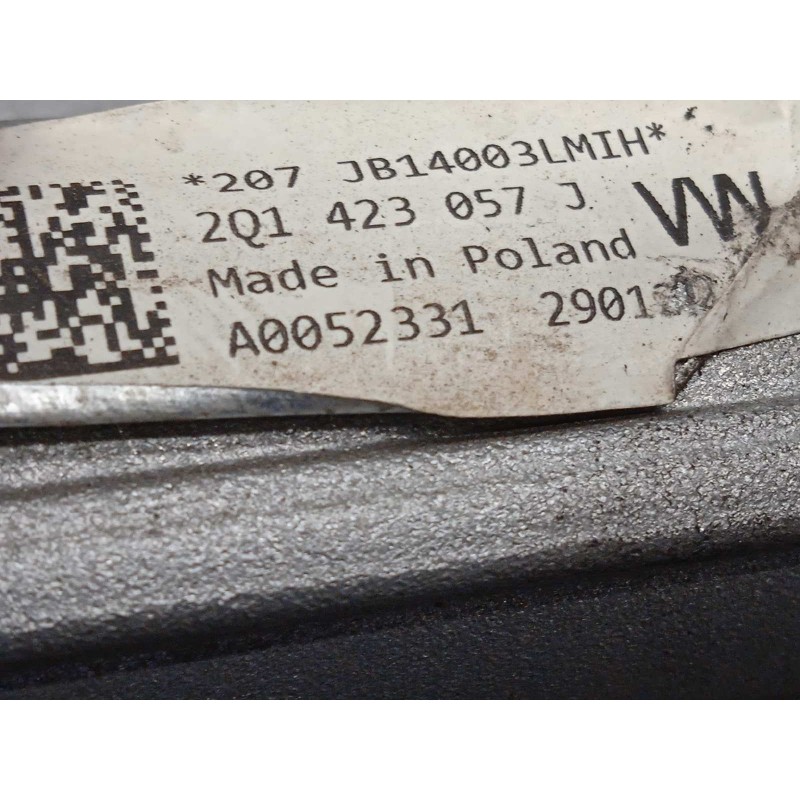 *207 JB14003LMIH*
2Q1 423 057 J VW
Made in Poland
A0052331